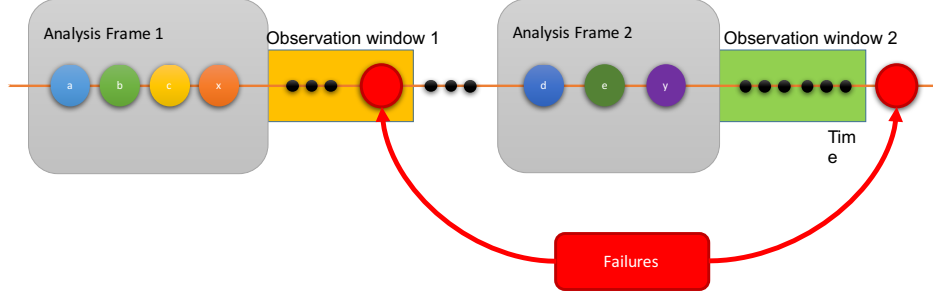 Analysis Frame 1
Observation window 1
Analysis Frame 2
Observation window 2
a
b
c
x
d
e
y
Tim
e
Failures